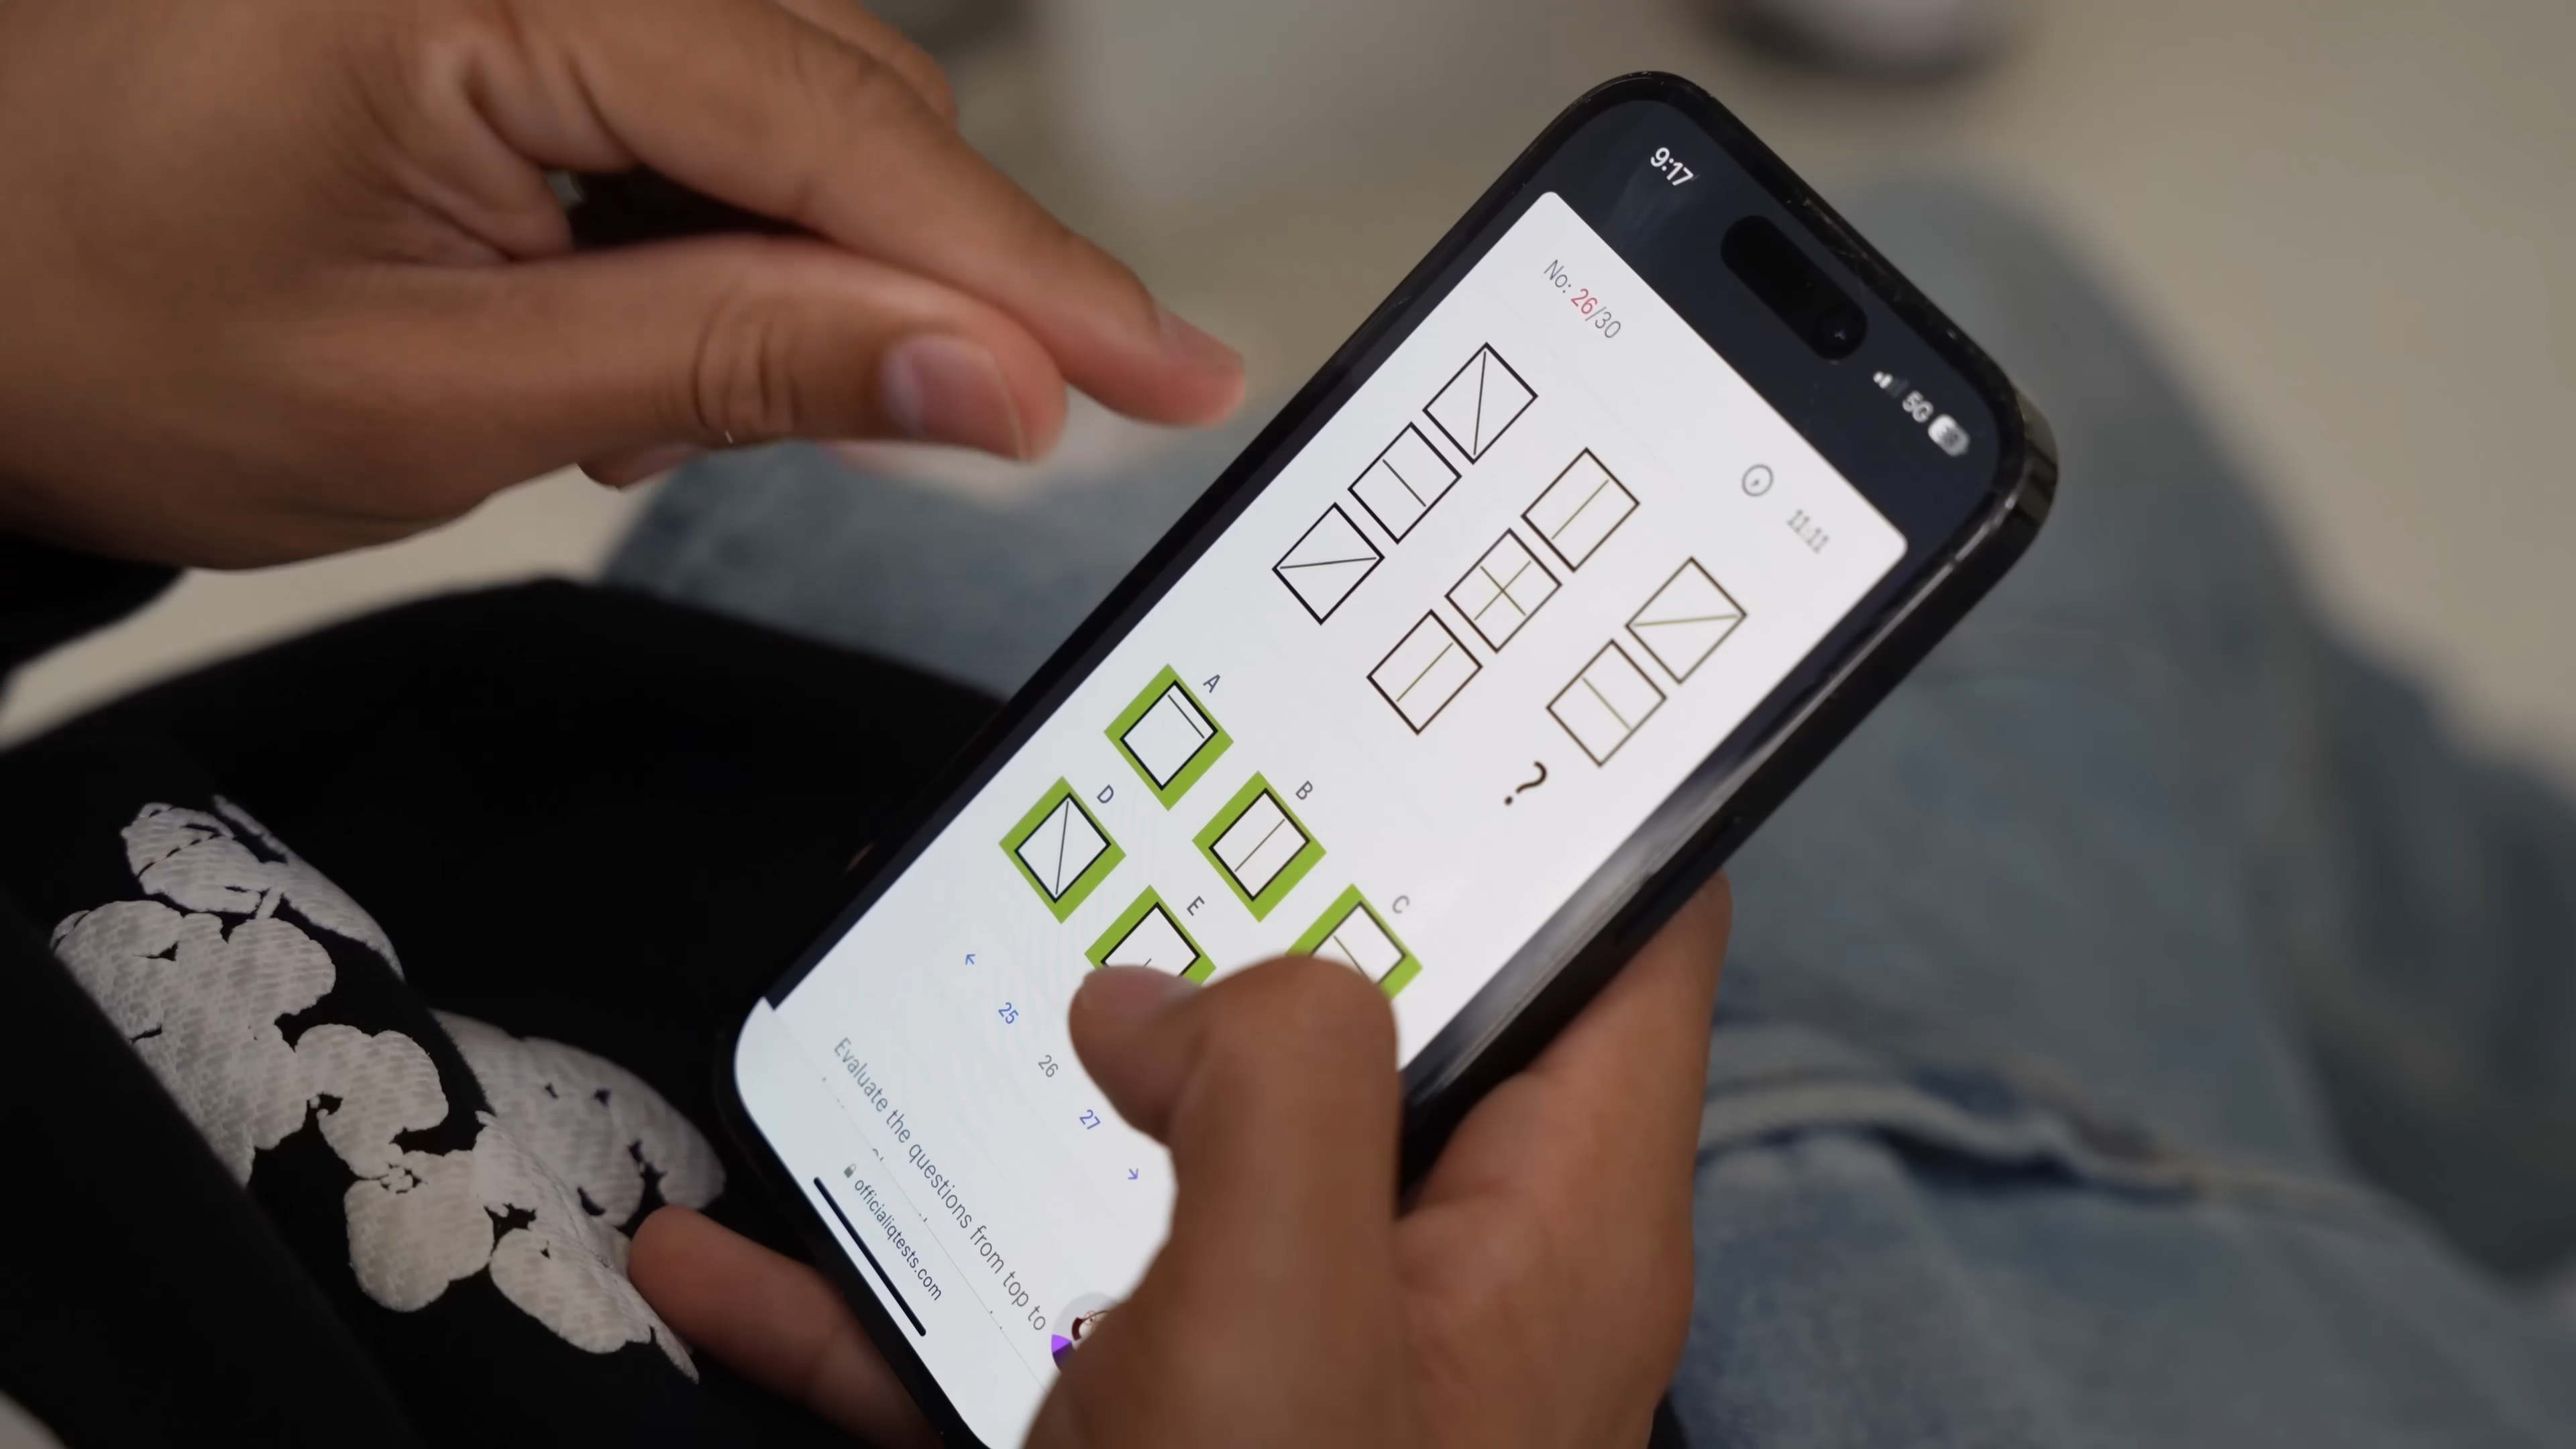 9:17
5G
No: 26/30
11:11
?
A
B
C
D
E
25 26 27
Evaluate the questions from top to
officialiqtests.com